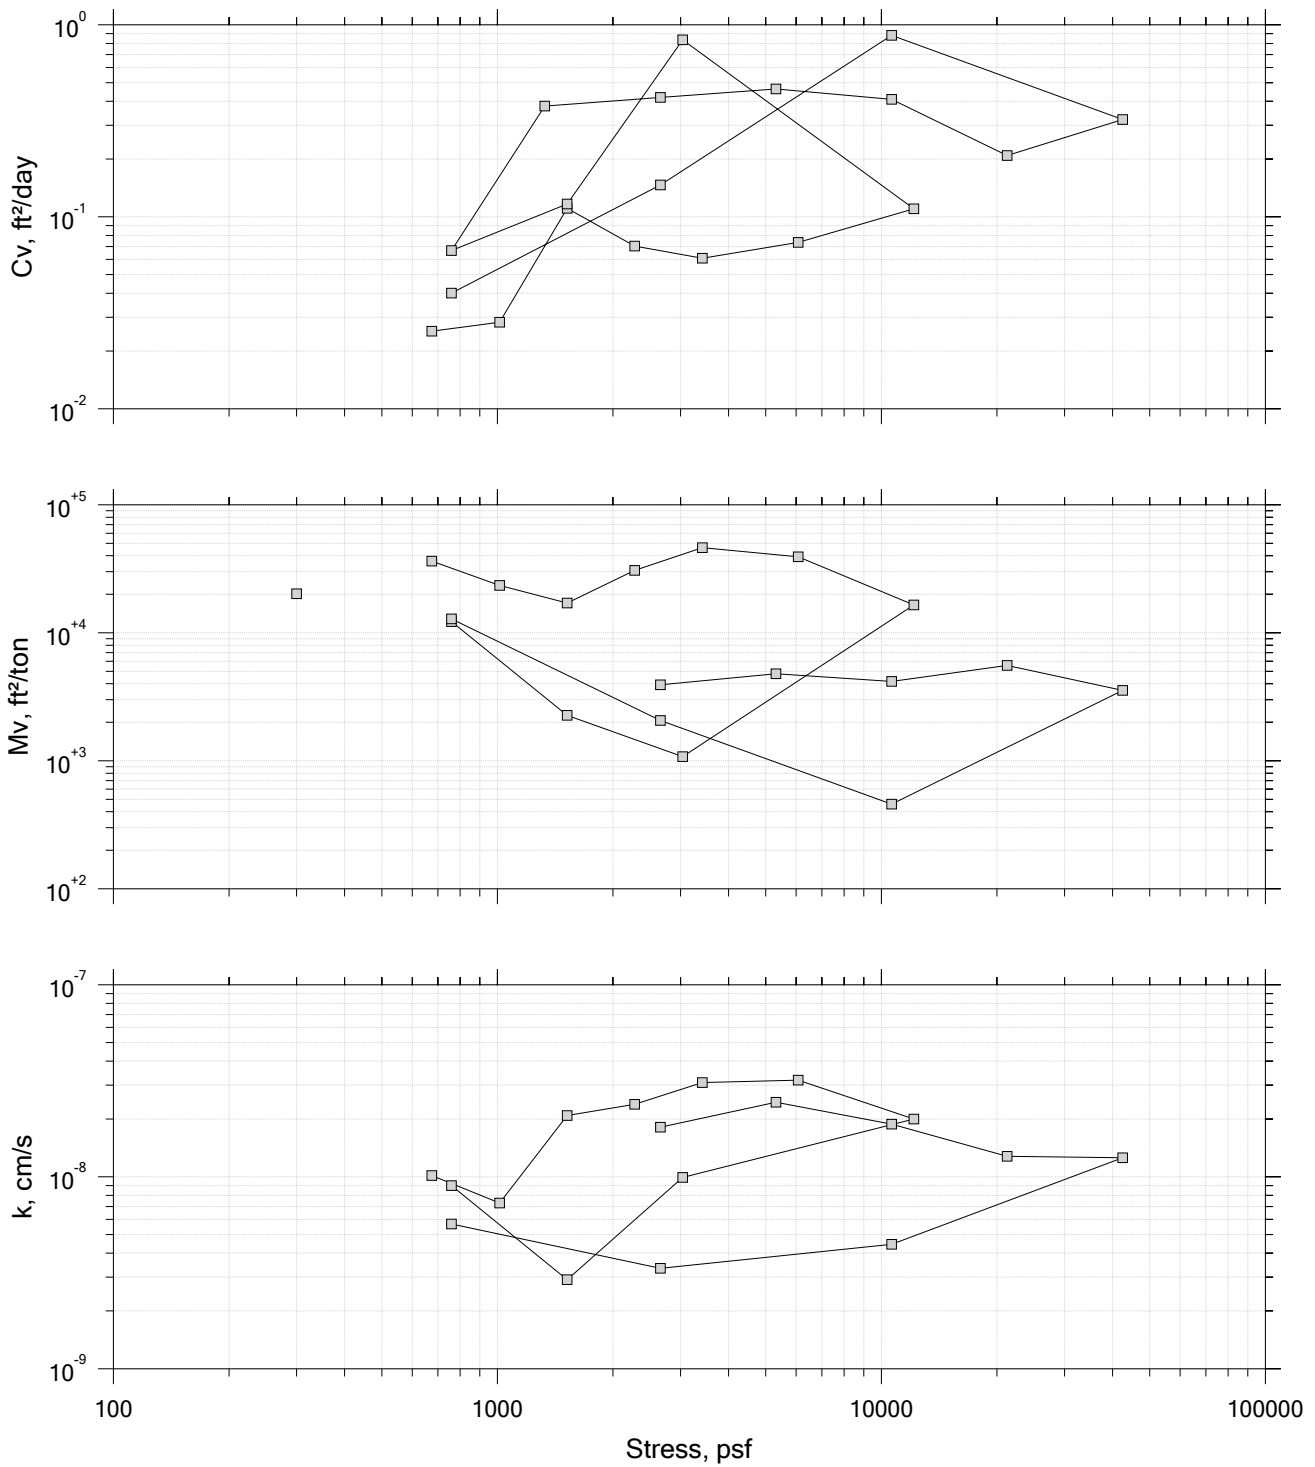 10⁰
10⁻¹
10⁻²
Cv, ft²/day
10⁺⁵
10⁺⁴
10⁺³
10⁺²
Mv, ft²/ton
10⁻⁷
10⁻⁸
10⁻⁹
k, cm/s
100 1000 10000 100000
Stress, psf